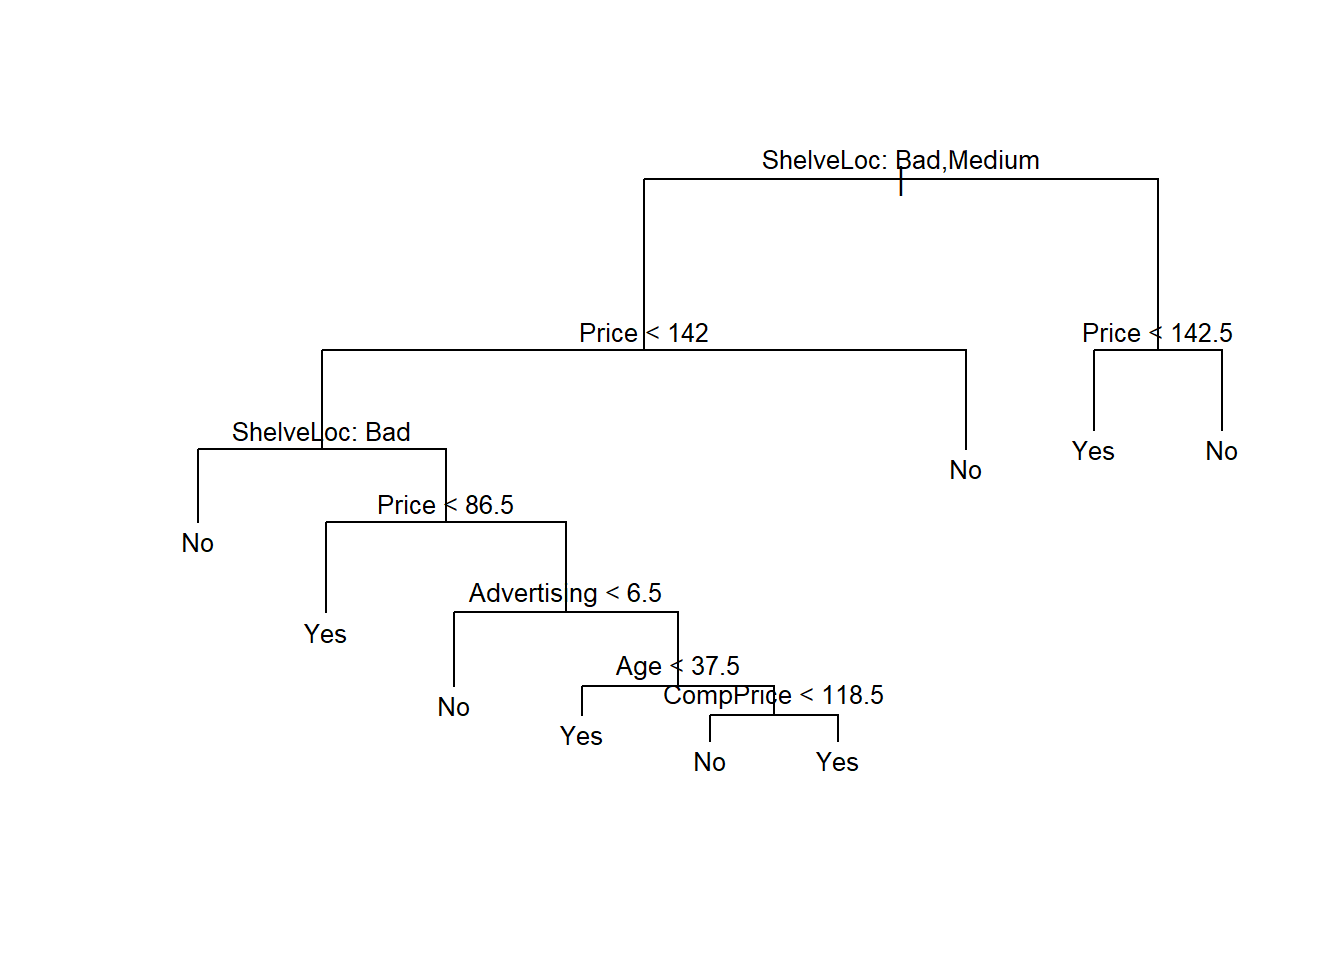 ShelveLoc: Bad,Medium
Price < 142
Price < 142.5
ShelveLoc: Bad
Yes
No
No
Price < 86.5
No
Advertising < 6.5
Yes
Age < 37.5
CompPrice < 118.5
No
Yes
No
Yes